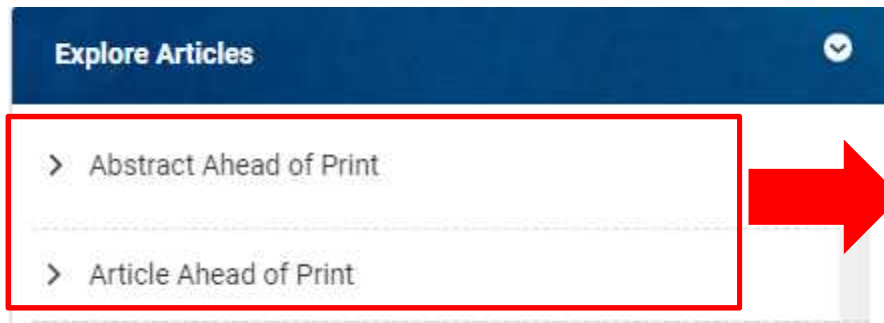 Explore Articles
Abstract Ahead of Print
Article Ahead of Print